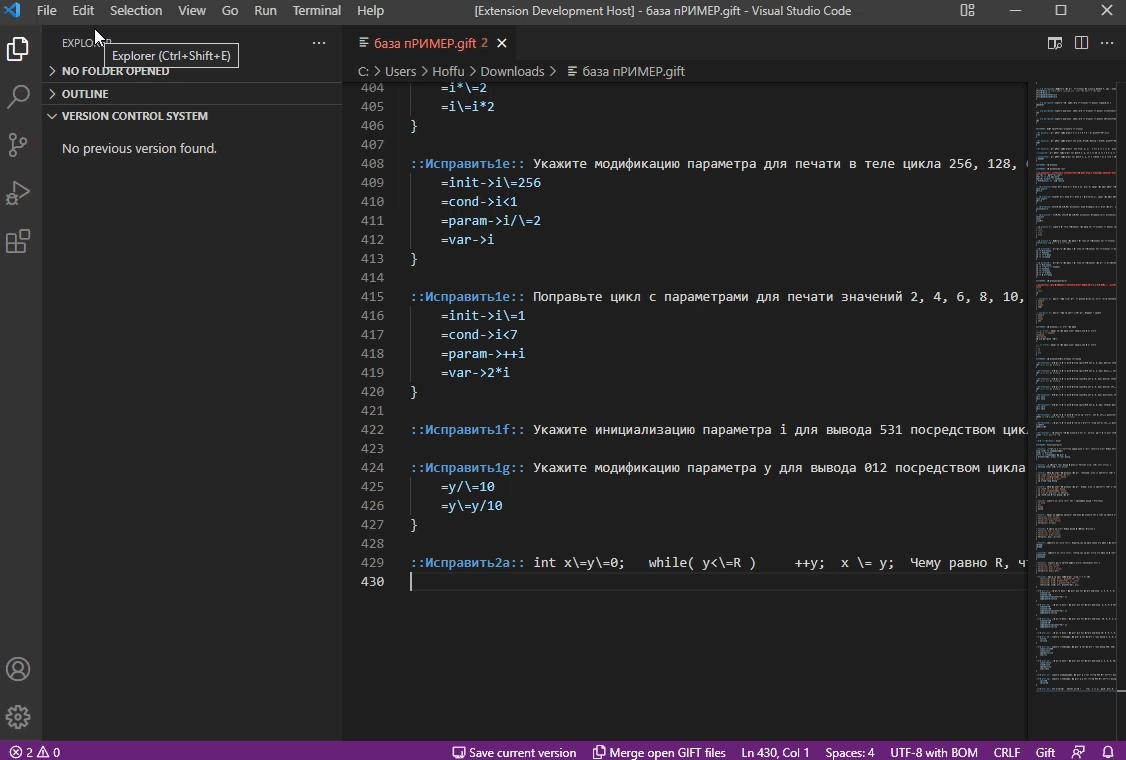 File Edit Selection View Go Run Terminal Help [Extension Development Host] - база пРИМЕР.gift - Visual Studio Code
EXPLO
база пРИМЕР.gift 2
Explorer (Ctrl+Shift+E)
NO FOLDER OPENED
C: > Users > Hoffu > Downloads > база пРИМЕР.gift
OUTLINE
VERSION CONTROL SYSTEM
No previous version found.
404 =i*\=2
405 =i\=i*2
406 }
407
408 ::Исправить1e:: Укажите модификацию параметра для печати в теле цикла 256, 128,
409 =init->i\=256
410 =cond->i<1
411 =param->i/\=2
412 =var->i
413 }
414
415 ::Исправить1e:: Поправьте цикл с параметрами для печати значений 2, 4, 6, 8, 10,
416 =init->i\=1
417 =cond->i<7
418 =param->++i
419 =var->2*i
420 }
421
422 ::Исправить1f:: Укажите инициализацию параметра i для вывода 531 посредством цик
423
424 ::Исправить1g:: Укажите модификацию параметра y для вывода 012 посредством цикла
425 =y/\=10
426 =y\=y/10
427 }
428
429 ::Исправить2a:: int x\=y\=0; while( y<\=R ) ++y; x \= y; Чему равно R, ч
430
2 0 Save current version Merge open GIFT files Ln 430, Col 1 Spaces: 4 UTF-8 with BOM CRLF Gift